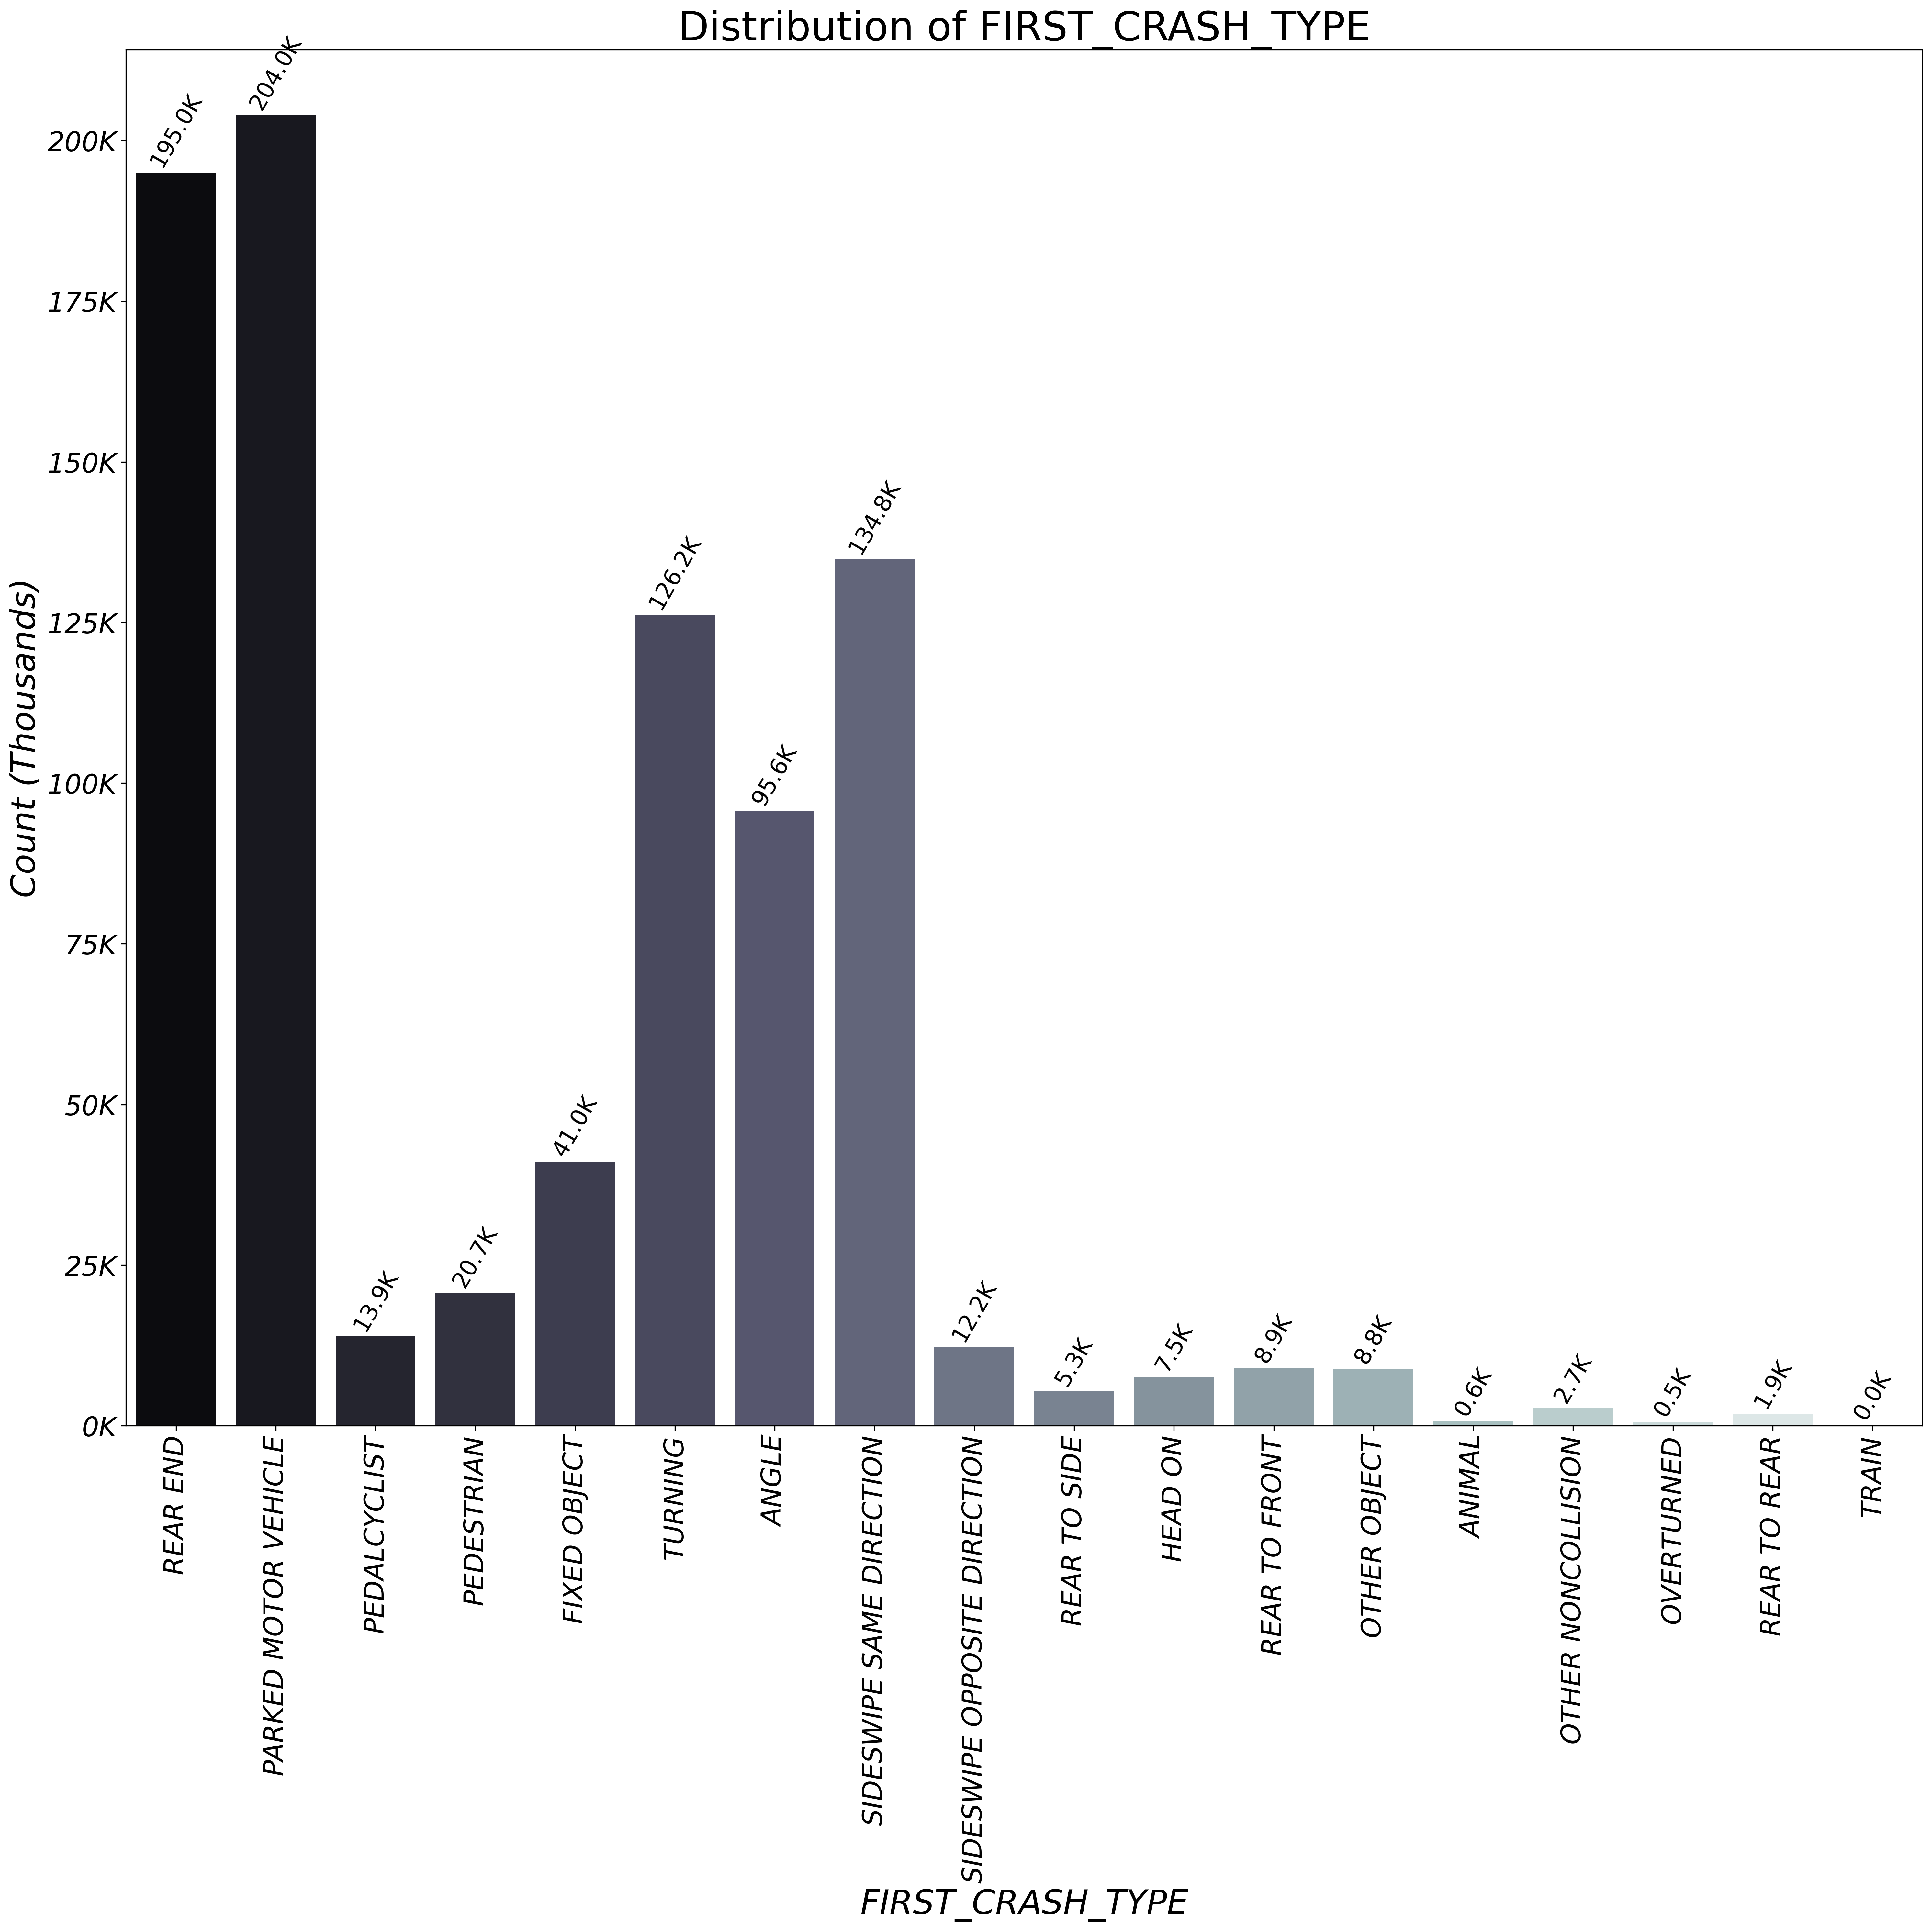 Distribution of FIRST_CRASH_TYPE
Count (Thousands)
200K
175K
150K
125K
100K
75K
50K
25K
0K
195.0K
204.0K
13.9K
20.7K
41.0K
126.2K
95.6K
134.8K
12.2K
5.3K
7.5K
8.9K
8.8K
0.6K
2.7K
0.5K
1.9K
0.0K
REAR END
PARKED MOTOR VEHICLE
PEDALCYCLIST
PEDESTRIAN
FIXED OBJECT
TURNING
ANGLE
SIDESWIPE SAME DIRECTION
SIDESWIPE OPPOSITE DIRECTION
REAR TO SIDE
HEAD ON
REAR TO FRONT
OTHER OBJECT
ANIMAL
OTHER NONCOLLISION
OVERTURNED
REAR TO REAR
TRAIN
FIRST_CRASH_TYPE